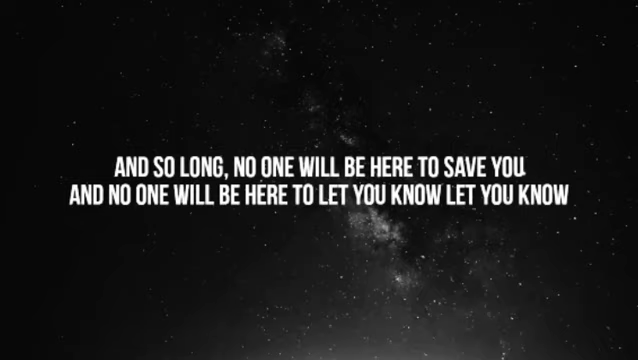 AND SO LONG, NO ONE WILL BE HERE TO SAVE YOU
AND NO ONE WILL BE HERE TO LET YOU KNOW LET YOU KNOW